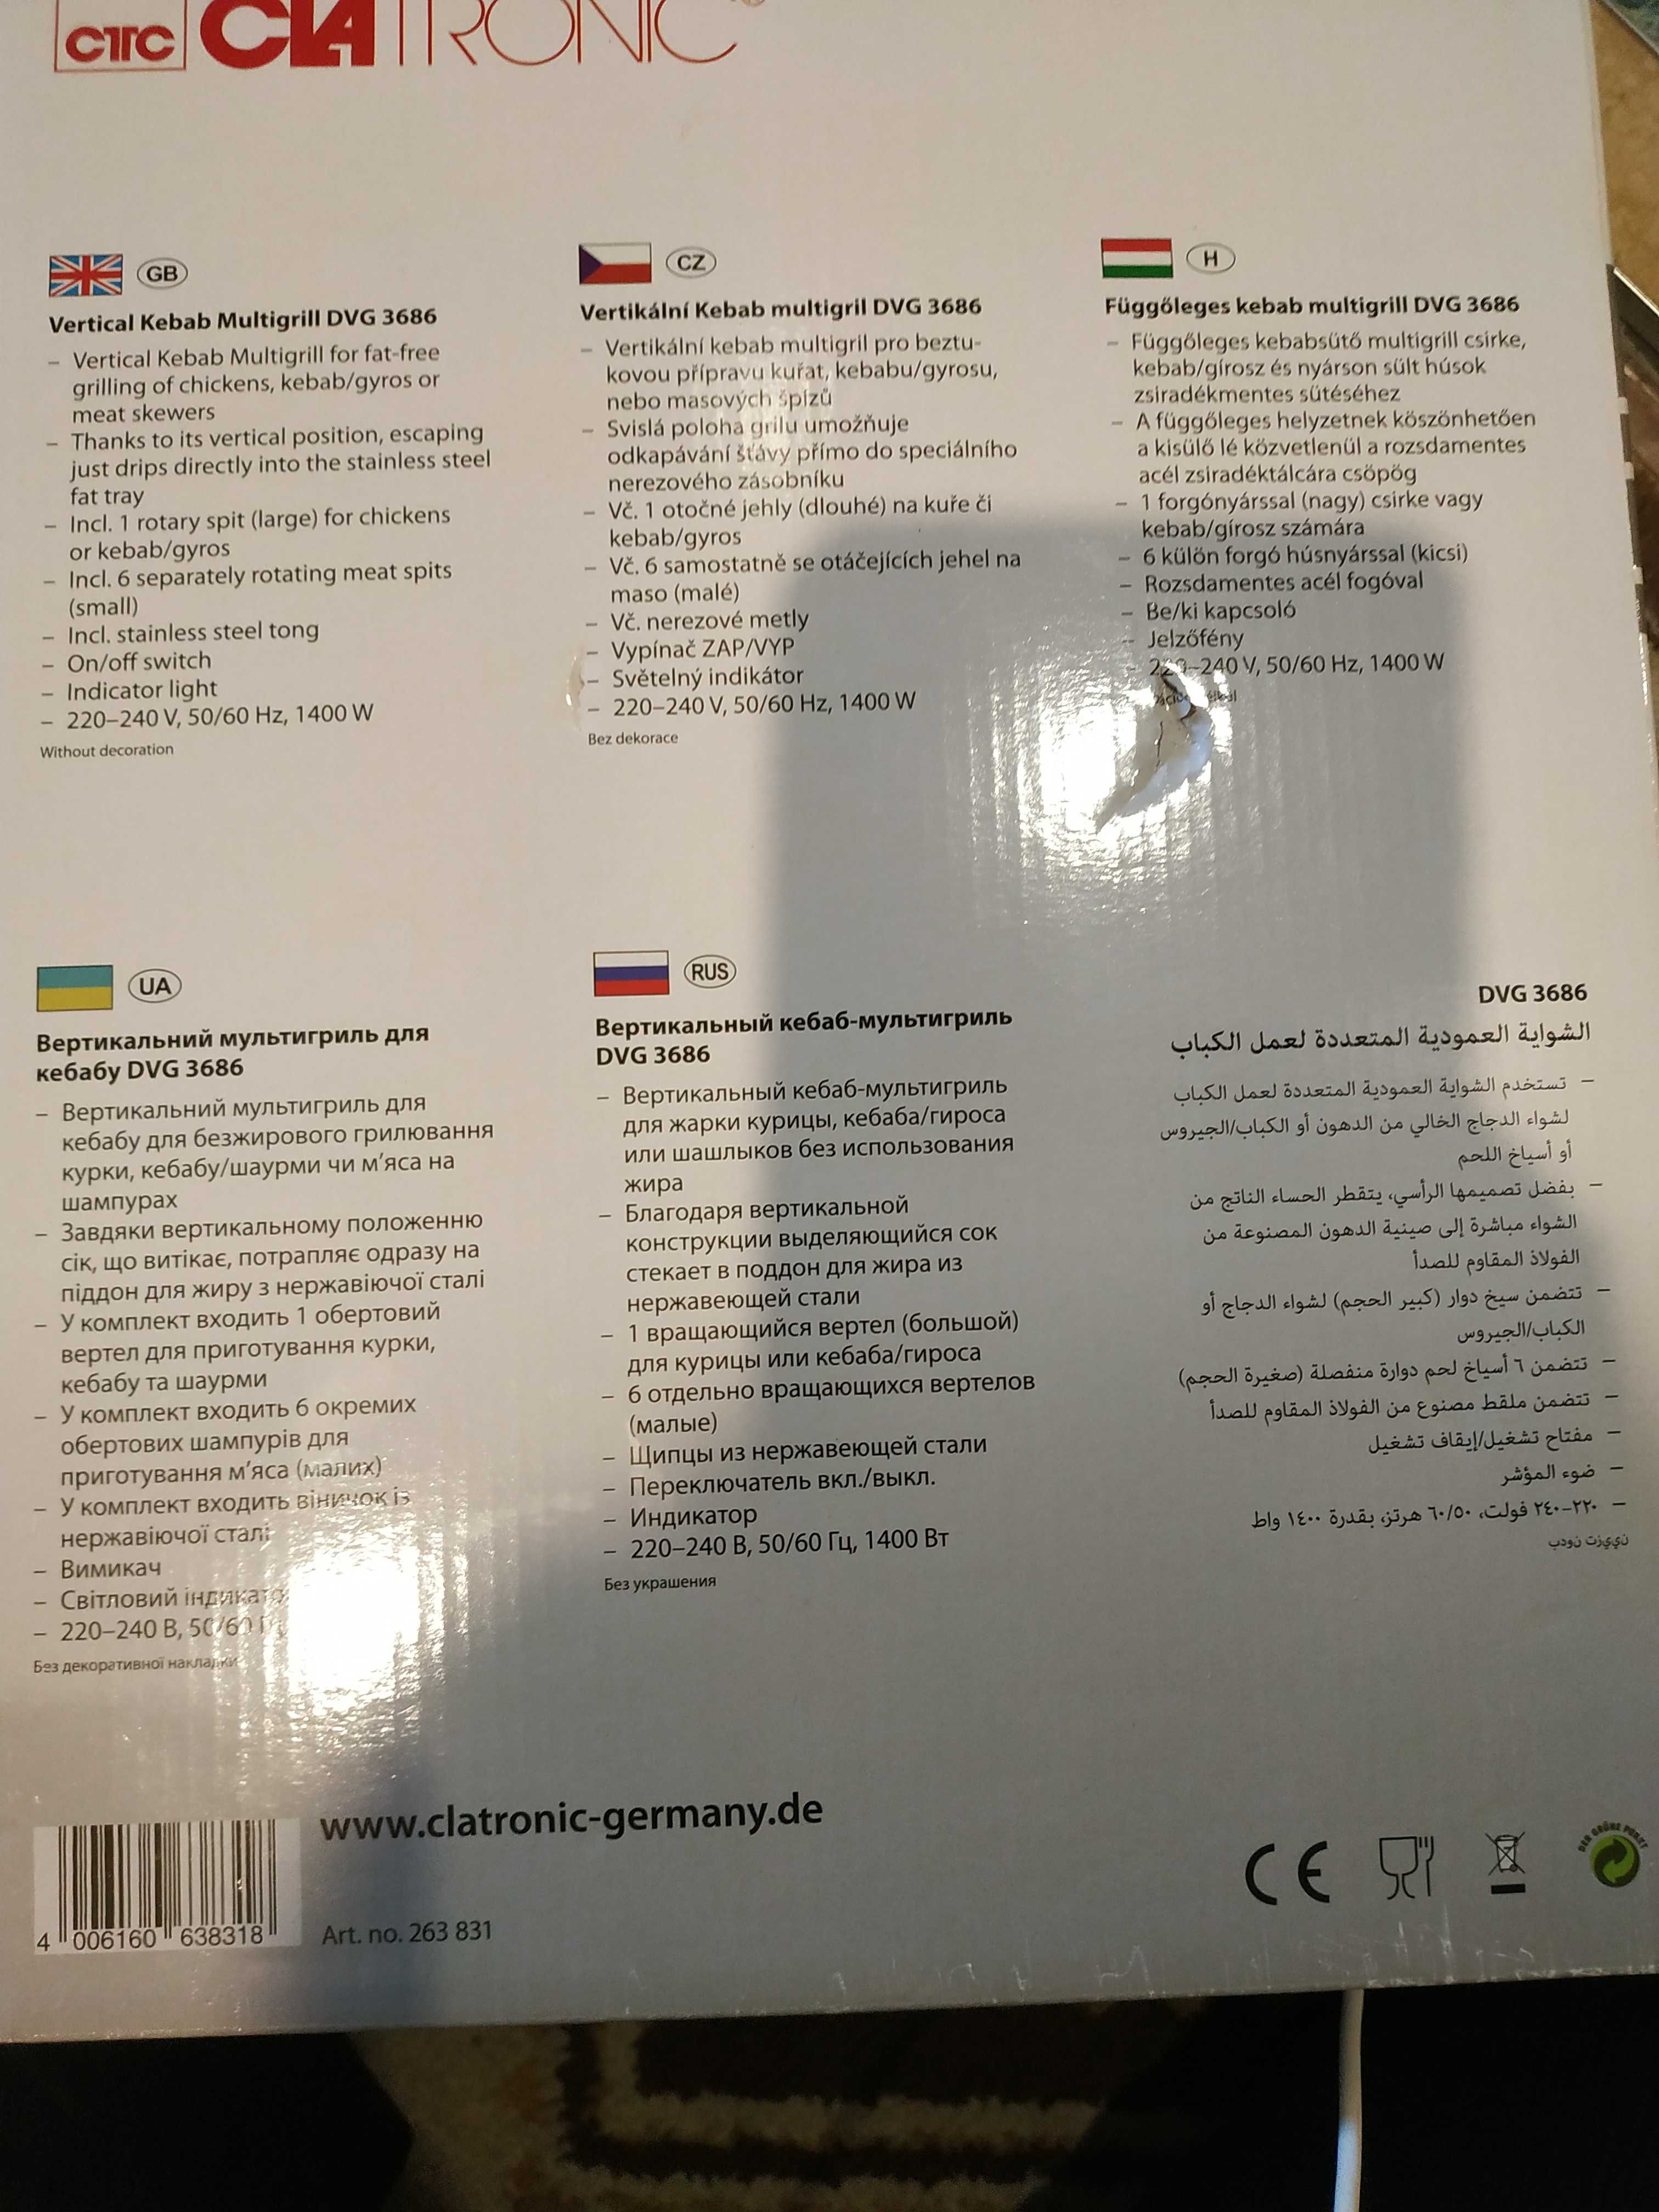 CTC CLATRONIC
GB
Vertical Kebab Multigrill DVG 3686
– Vertical Kebab Multigrill for fat-free
grilling of chickens, kebab/gyros or
meat skewers
– Thanks to its vertical position, escaping
just drips directly into the stainless steel
fat tray
– Incl. 1 rotary spit (large) for chickens
or kebab/gyros
– Incl. 6 separately rotating meat spits
(small)
– Incl. stainless steel tong
– On/off switch
– Indicator light
– 220–240 V, 50/60 Hz, 1400 W
Without decoration
CZ
Vertikální Kebab multigril DVG 3686
– Vertikální kebab multigril pro beztu-
kovou přípravu kuřat, kebabu/gyrosu,
nebo masových špízů
– Svislá poloha grilu umožňuje
odkapávání šťávy přímo do speciálního
nerezového zásobníku
– Vč. 1 otočné jehly (dlouhé) na kuře či
kebab/gyros
– Vč. 6 samostatně se otáčejících jehel na
maso (malé)
– Vč. nerezové metly
– Vypínač ZAP/VYP
– Světelný indikátor
– 220–240 V, 50/60 Hz, 1400 W
Bez dekorace
H
Függőleges kebab multigrill DVG 3686
– Függőleges kebabsütő multigrill csirke,
kebab/gírosz és nyárson sült húsok
zsiradékmentes sütéséhez
– A függőleges helyzetnek köszönhetően
a kisülő lé közvetlenül a rozsdamentes
acél zsiradéktálcára csöpög
– 1 forgónyárssal (nagy) csirke vagy
kebab/gírosz számára
– 6 külön forgó húsnyárssal (kicsi)
– Rozsdamentes acél fogóval
– Be/ki kapcsoló
– Jelzőfény
– 220–240 V, 50/60 Hz, 1400 W
UA
Вертикальний мультигриль для
кебабу DVG 3686
– Вертикальний мультигриль для
кебабу для безжирового грилювання
курки, кебабу/шаурми чи м'яса на
шампурах
– Завдяки вертикальному положенню
сік, що витікає, потрапляє одразу на
піддон для жиру з нержавіючої сталі
– У комплект входить 1 обертовий
вертел для приготування курки,
кебабу та шаурми
– У комплект входить 6 окремих
обертових шампурів для
приготування м'яса (малих)
– У комплект входить віничок із
нержавіючої сталі
– Вимикач
– Світловий
– 220–240 В, 50/60
Без декоративної накладки
RUS
Вертикальный кебаб-мультигриль
DVG 3686
– Вертикальный кебаб-мультигриль
для жарки курицы, кебаба/гироса
или шашлыков без использования
жира
– Благодаря вертикальной
конструкции выделяющийся сок
стекает в поддон для жира из
нержавеющей стали
– 1 вращающийся вертел (большой)
для курицы или кебаба/гироса
– 6 отдельно вращающихся вертелов
(малые)
– Щипцы из нержавеющей стали
– Переключатель вкл./выкл.
– Индикатор
– 220–240 В, 50/60 Гц, 1400 Вт
Без украшения
DVG 3686
الشواية العمودية المتعددة لعمل الكباب
– تستخدم الشواية العمودية المتعددة لعمل الكباب
لشواء الدجاج الخالي من الدهون أو الكباب/الجيروس
أو أسياخ اللحم
– بفضل تصميمها الرأسي، يتقطر الحساء الناتج من
الشواء مباشرة إلى صينية الدهون المصنوعة من
الفولاذ المقاوم للصدأ
– تتضمن سيخ دوار (كبير الحجم) لشواء الدجاج أو
الكباب/الجيروس
– تتضمن ٦ أسياخ لحم دوارة منفصلة (صغيرة الحجم)
– تتضمن ملقط مصنوع من الفولاذ المقاوم للصدأ
– مفتاح تشغيل/إيقاف تشغيل
– ضوء المؤشر
– ٢٢٠-٢٤٠ فولت، ٦٠/٥٠ هرتز، بقدرة ١٤٠٠ واط
www.clatronic-germany.de
4 006160 638318
Art. no. 263 831
CE
DER GRÜNE PUNKT